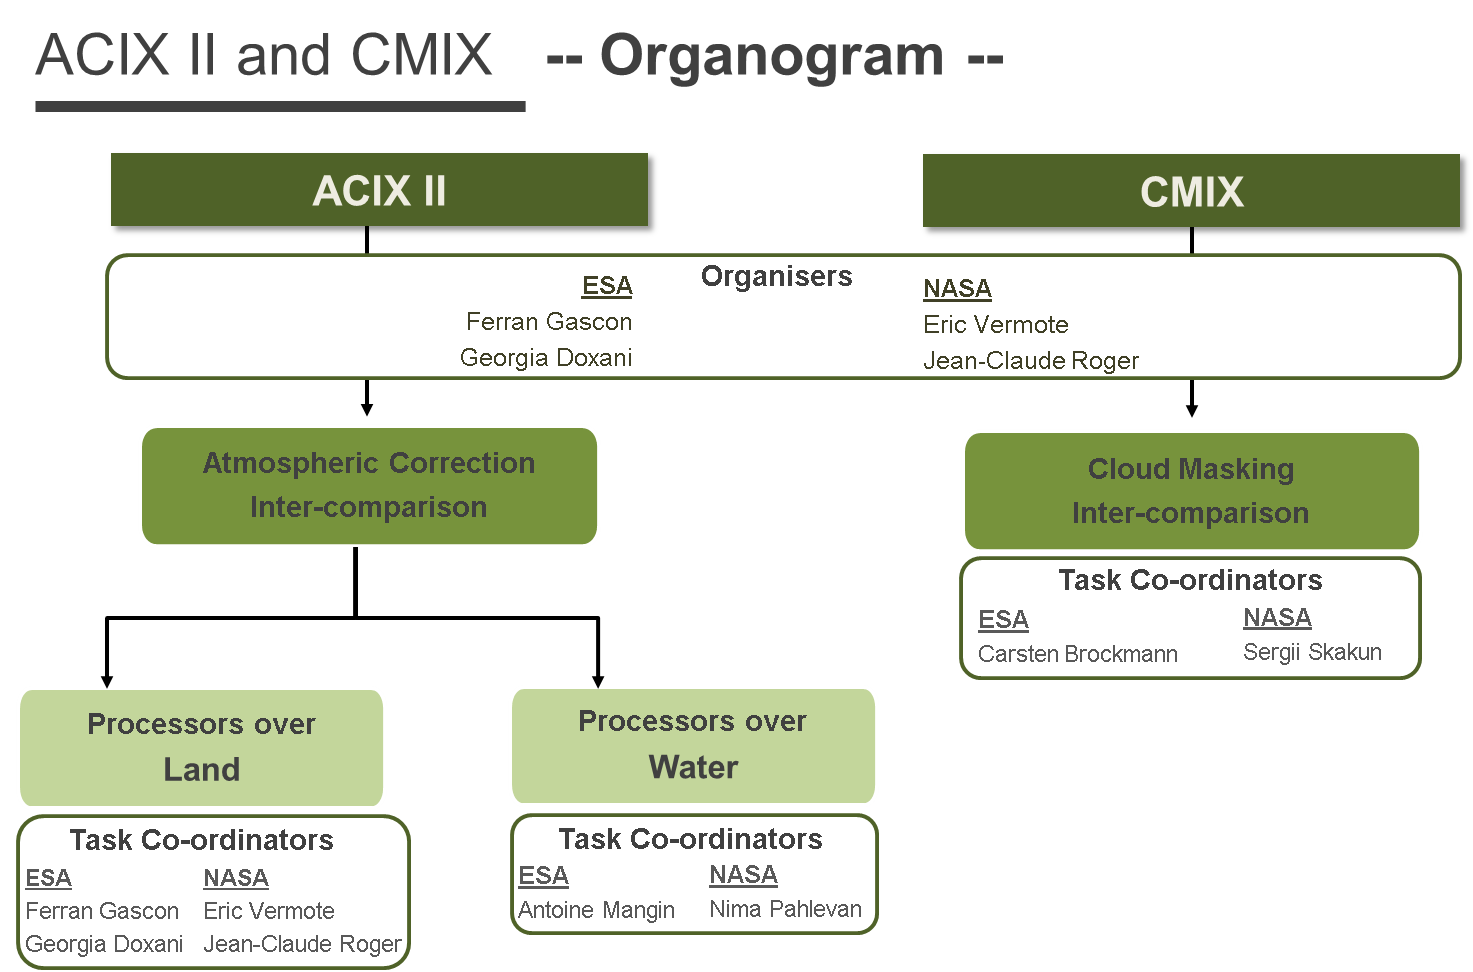 ACIX II and CMIX -- Organogram --
ACIX II
CMIX
Organisers
ESA
Ferran Gascon
Georgia Doxani
NASA
Eric Vermote
Jean-Claude Roger
Atmospheric Correction
Inter-comparison
Cloud Masking
Inter-comparison
Task Co-ordinators
ESA
Carsten Brockmann
NASA
Sergii Skakun
Processors over
Land
Task Co-ordinators
ESA
Ferran Gascon
Georgia Doxani
NASA
Eric Vermote
Jean-Claude Roger
Processors over
Water
Task Co-ordinators
ESA
Antoine Mangin
NASA
Nima Pahlevan